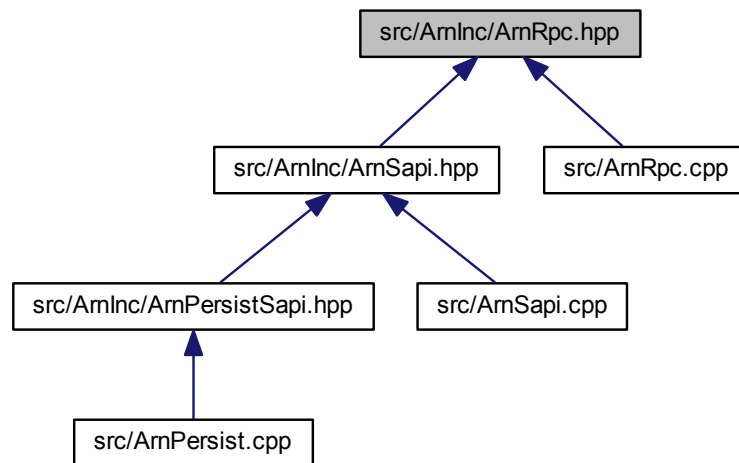 src/ArnInc/ArnRpc.hpp
src/ArnInc/ArnSapi.hpp
src/ArnRpc.cpp
src/ArnInc/ArnPersistSapi.hpp
src/ArnSapi.cpp
src/ArnPersist.cpp